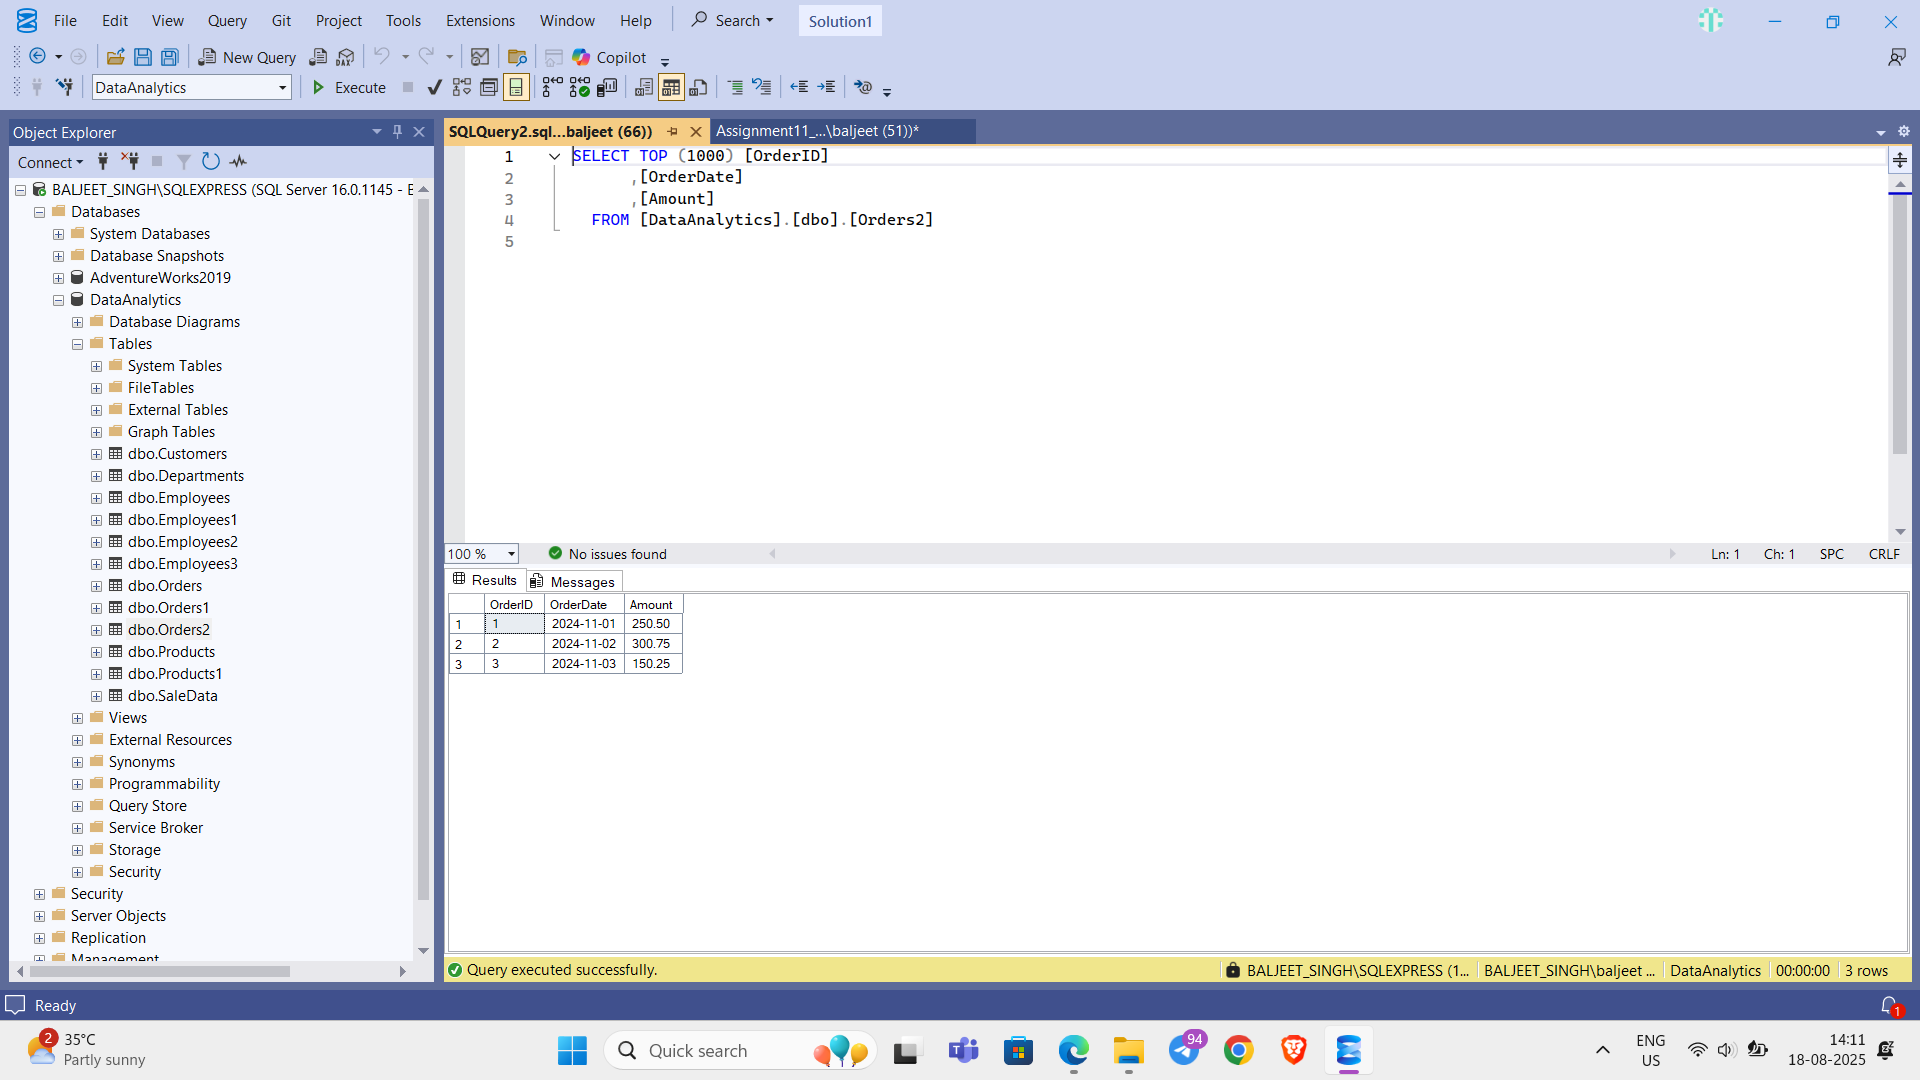 File Edit View Query Git Project Tools Extensions Window Help Search Solution1
New Query DAX Copilot
DataAnalytics Execute
Object Explorer
Connect
BALJEET_SINGH\SQLEXPRESS (SQL Server 16.0.1145 -
Databases
System Databases
Database Snapshots
AdventureWorks2019
DataAnalytics
Database Diagrams
Tables
System Tables
FileTables
External Tables
Graph Tables
dbo.Customers
dbo.Departments
dbo.Employees
dbo.Employees1
dbo.Employees2
dbo.Employees3
dbo.Orders
dbo.Orders1
dbo.Orders2
dbo.Products
dbo.Products1
dbo.SaleData
Views
External Resources
Synonyms
Programmability
Query Store
Service Broker
Storage
Security
Security
Server Objects
Replication
Management
SQLQuery2.sql...baljeet (66)) Assignment11_...\baljeet (51))*
1 SELECT TOP (1000) [OrderID]
2 ,[OrderDate]
3 ,[Amount]
4 FROM [DataAnalytics].[dbo].[Orders2]
5
100 % No issues found Ln: 1 Ch: 1 SPC CRLF
Results Messages
OrderID OrderDate Amount
1 1 2024-11-01 250.50
2 2 2024-11-02 300.75
3 3 2024-11-03 150.25
Query executed successfully. BALJEET_SINGH\SQLEXPRESS (1... BALJEET_SINGH\baljeet ... DataAnalytics 00:00:00 3 rows
Ready 1
2 35°C
Partly sunny
Quick search
94
ENG
US
14:11
18-08-2025